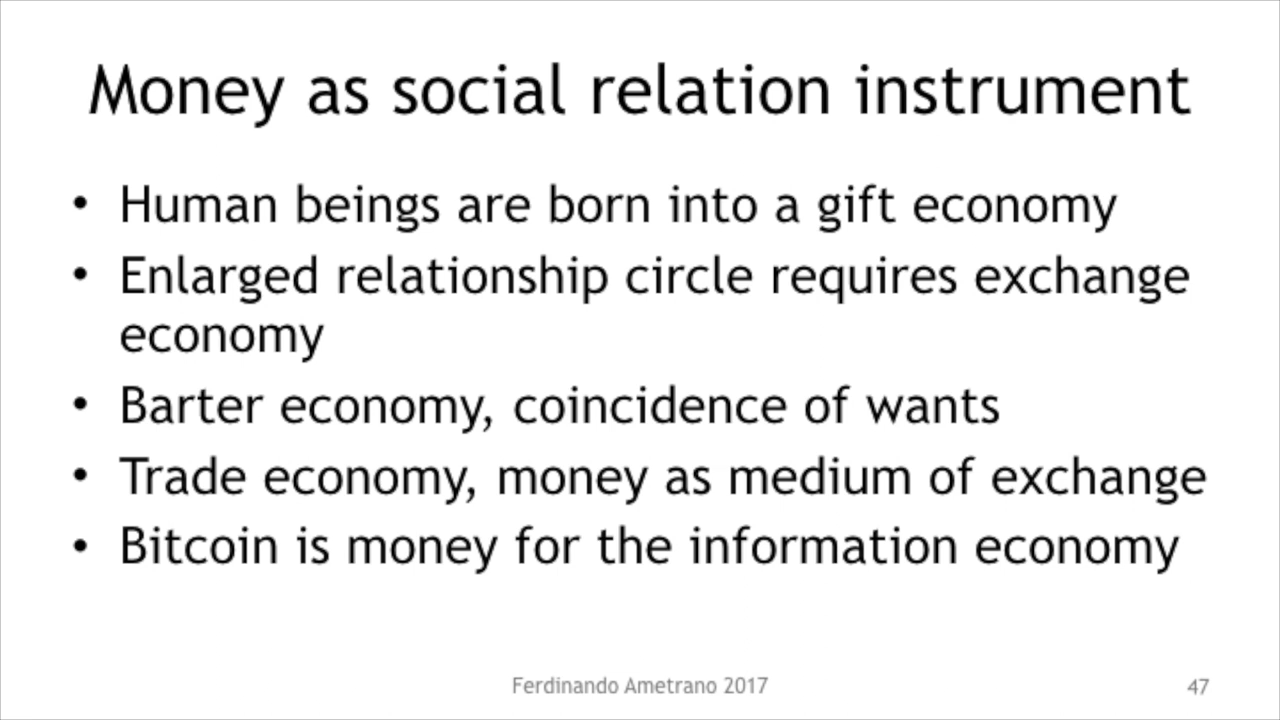 Money as social relation instrument
• Human beings are born into a gift economy
• Enlarged relationship circle requires exchange
economy
• Barter economy, coincidence of wants
• Trade economy, money as medium of exchange
• Bitcoin is money for the information economy
Ferdinando Ametrano 2017
47